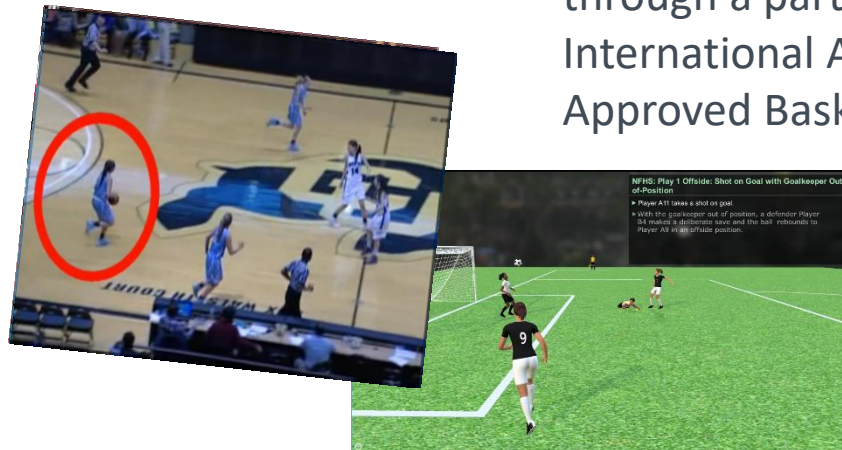 through a part
International A
Approved Bask
NFHS: Play 1 Offside: Shot on Goal with Goalkeeper Out-
of-Position
► Player A11 takes a shot on goal.
► With the goalkeeper out of position, a defender Player
B4 makes a deliberate save and the ball rebounds to
Player A9 in an offside position.
14
9